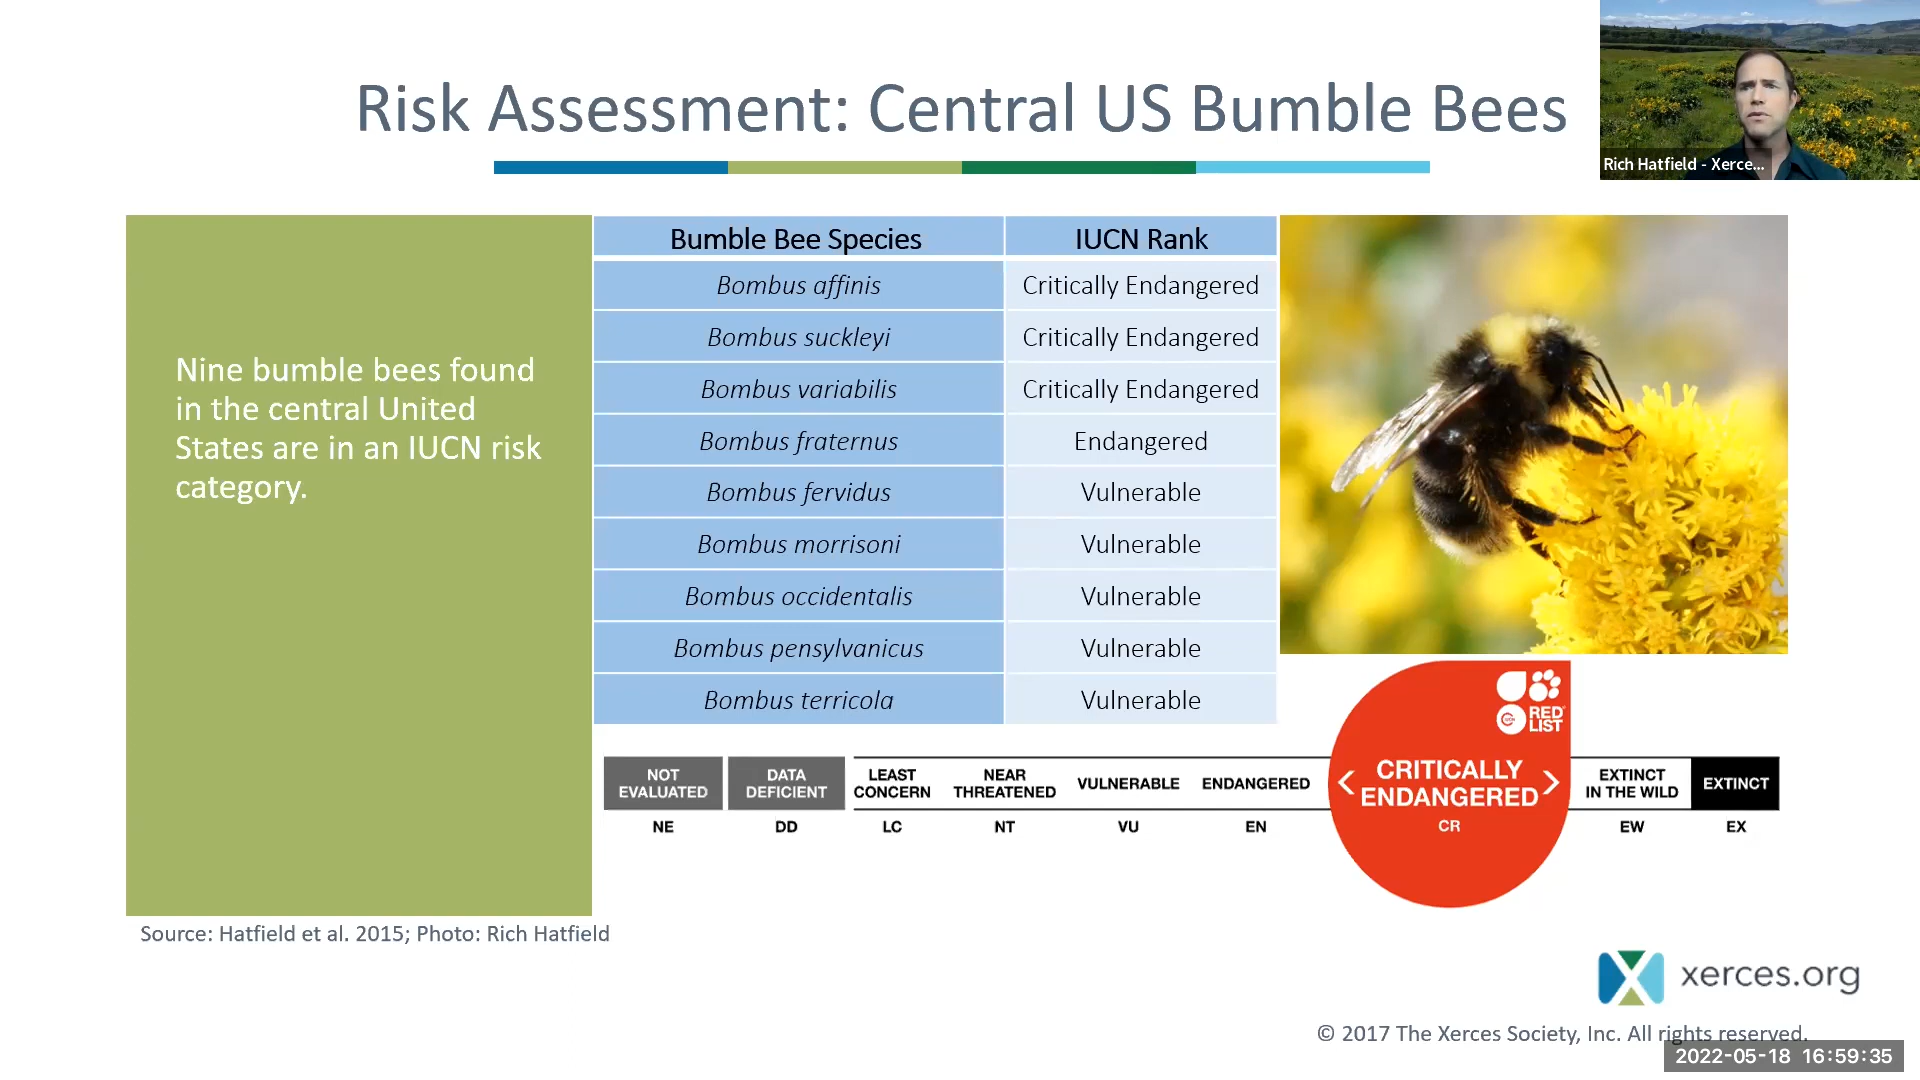 Risk Assessment: Central US Bumble Bees
Rich Hatfield - Xerce...
Nine bumble bees found
in the central United
States are in an IUCN risk
category.
Bumble Bee Species IUCN Rank
Bombus affinis Critically Endangered
Bombus suckleyi Critically Endangered
Bombus variabilis Critically Endangered
Bombus fraternus Endangered
Bombus fervidus Vulnerable
Bombus morrisoni Vulnerable
Bombus occidentalis Vulnerable
Bombus pensylvanicus Vulnerable
Bombus terricola Vulnerable
RED
LIST
NOT
EVALUATED
NE
DATA
DEFICIENT
DD
LEAST
CONCERN
LC
NEAR
THREATENED
NT
VULNERABLE
VU
ENDANGERED
EN
< CRITICALLY
ENDANGERED >
CR
EXTINCT
IN THE WILD
EW
EXTINCT
EX
Source: Hatfield et al. 2015; Photo: Rich Hatfield
xerces.org
© 2017 The Xerces Society, Inc. All rights reserved.
2022-05-18 16:59:35